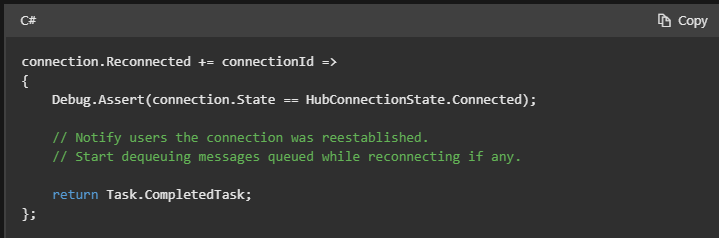 C#
Copy
connection.Reconnected += connectionId =>
{
    Debug.Assert(connection.State == HubConnectionState.Connected);
    // Notify users the connection was reestablished.
    // Start dequeuing messages queued while reconnecting if any.
    return Task.CompletedTask;
};